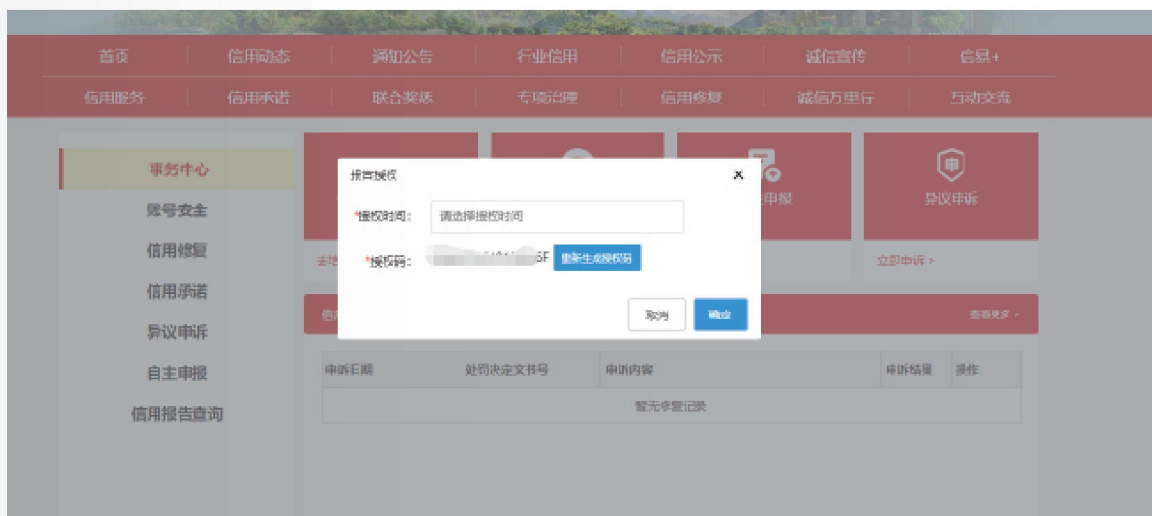 首页 信用动态 通知公告 行业信用 信用公示 诚信宣传 信易+
信用服务 信用承诺 联合奖惩 专项治理 信用修复 诚信万里行 互动交流
事务中心
账号安全
信用修复
信用承诺
异议申诉
自主申报
信用报告查询
申报
异议申诉
立即申诉 >
报告授权 x
*授权时间： 请选择授权时间
*授权码： 6F 重新生成授权码
取消 确定
查看更多
申诉日期 处罚决定文书号 申诉内容 申诉结果 操作
暂无修复记录